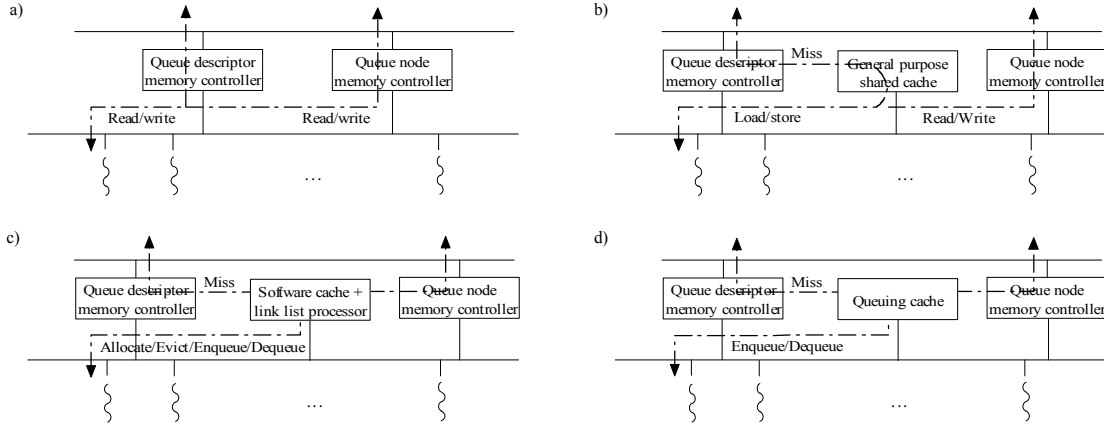 a)
Queue descriptor
memory controller
Queue node
memory controller
Read/write
Read/write
...
b)
Queue descriptor
memory controller
Miss
General purpose
shared cache
Queue node
memory controller
Load/store
Read/Write
...
c)
Queue descriptor
memory controller
Miss
Software cache +
link list processor
Queue node
memory controller
Allocate/Evict/Enqueue/Dequeue
...
d)
Queue descriptor
memory controller
Miss
Queuing cache
Queue node
memory controller
Enqueue/Dequeue
...